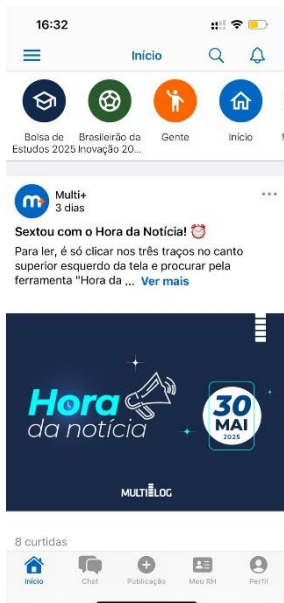 16:32
Início
Bolsa de
Estudos 2025
Brasileirão da
Inovação 20...
Gente
Início
Multi+
3 dias
Sextou com o Hora da Notícia! ⏰
Para ler, é só clicar nos três traços no canto
superior esquerdo da tela e procurar pela
ferramenta "Hora da ... Ver mais
Hora
da notícia
30
MAI
2025
MULTILOG
8 curtidas
Início
Chat
Publicação
Meu RH
Perfil